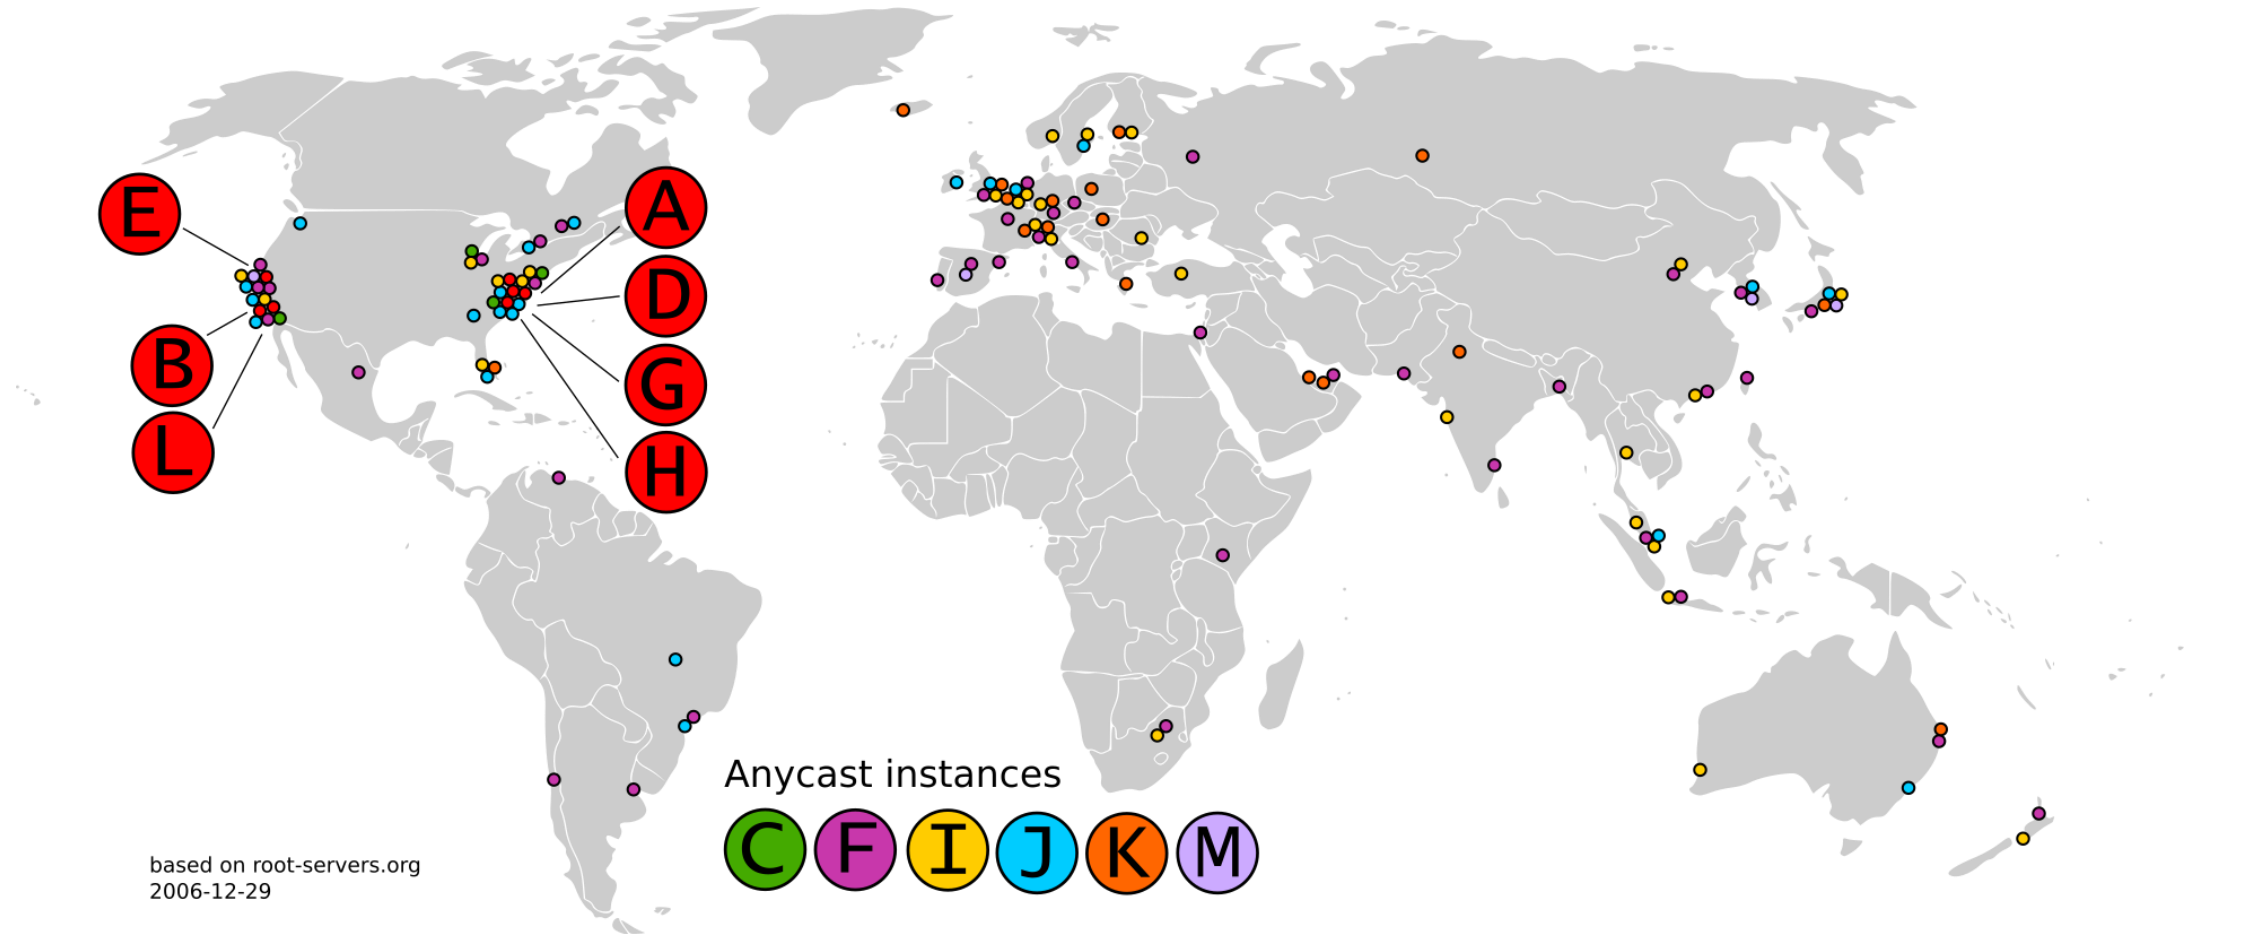 E
A
D
B
G
L
H
Anycast instances
C F I J K M
based on root-servers.org
2006-12-29